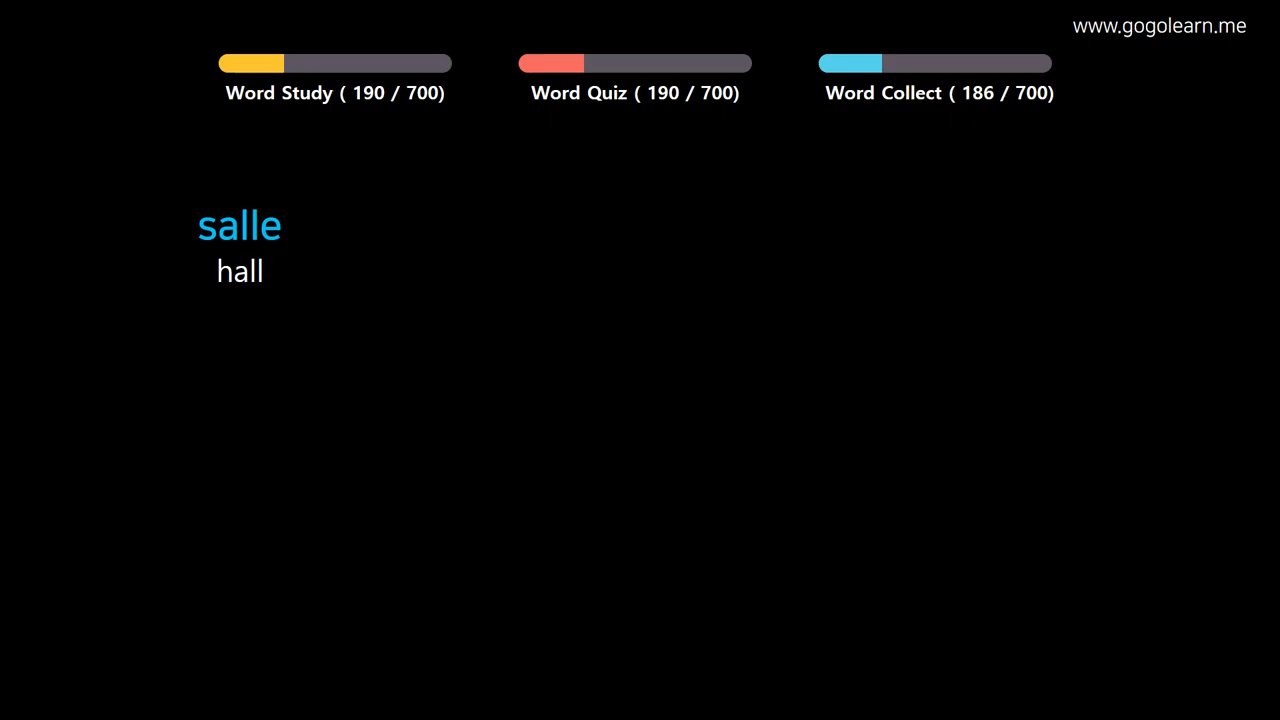 www.gogolearn.me
Word Study ( 190 / 700)
Word Quiz ( 190 / 700)
Word Collect ( 186 / 700)
salle
hall